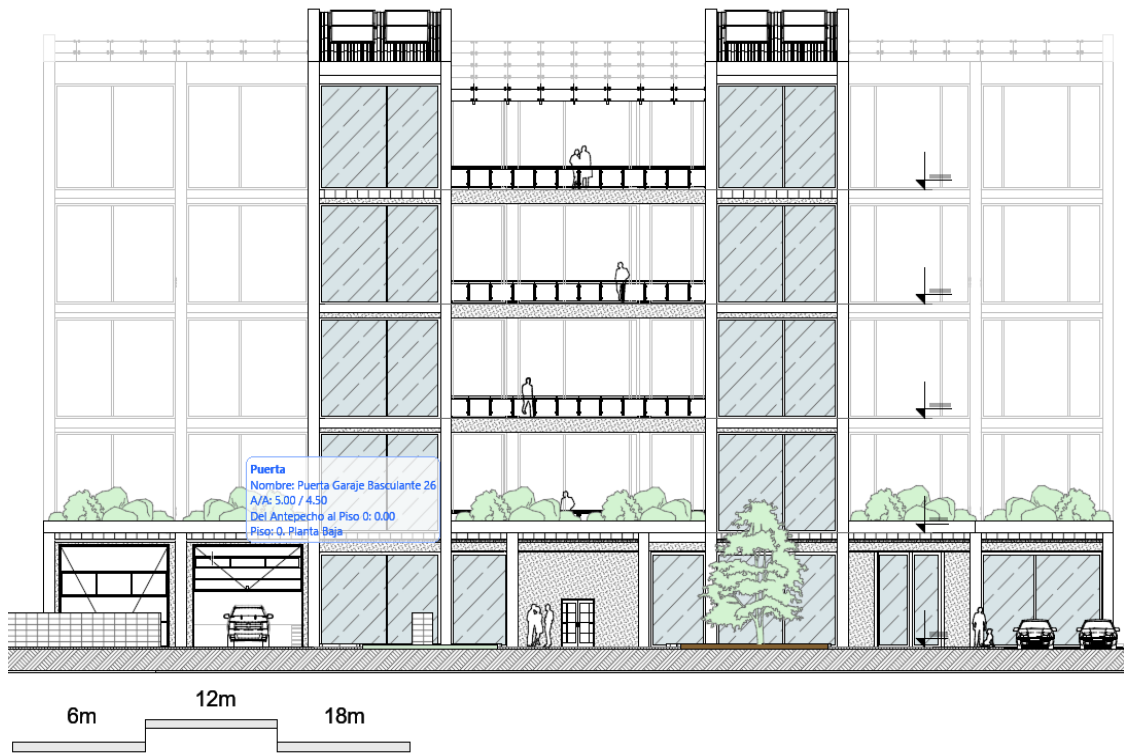 Puerta
Nombre: Puerta Garaje Basculante 26
A/A: 5.00 / 4.50
Del Antepecho al Piso 0: 0.00
Piso: 0. Planta Baja
6m
12m
18m